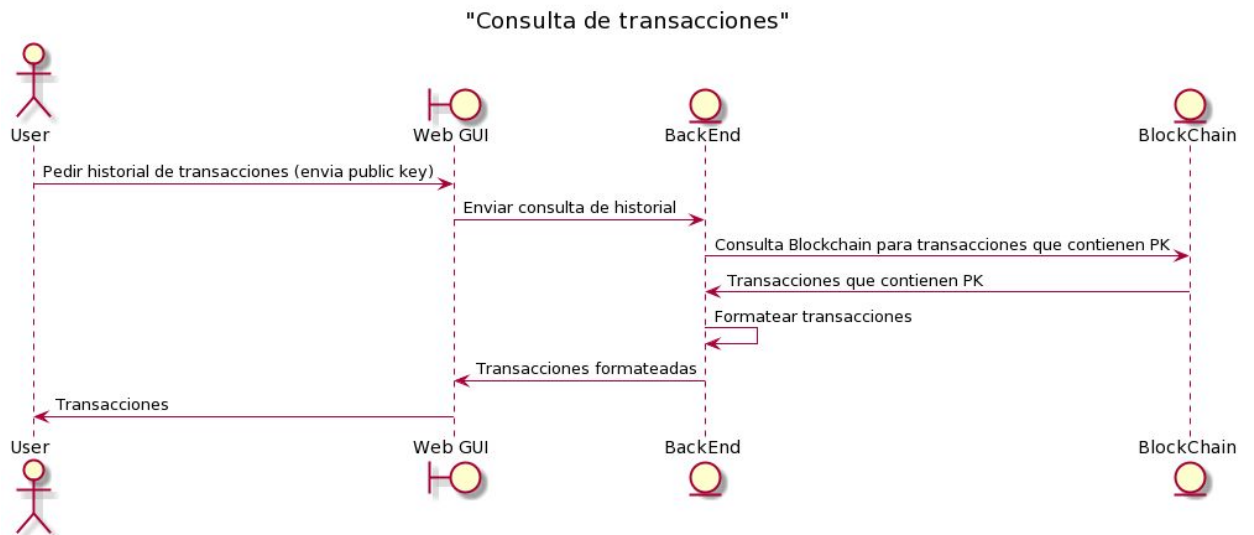 "Consulta de transacciones"
User
Web GUI
BackEnd
BlockChain
Pedir historial de transacciones (envia public key)
Enviar consulta de historial
Consulta Blockchain para transacciones que contienen PK
Transacciones que contienen PK
Formatear transacciones
Transacciones formateadas
Transacciones
User
Web GUI
BackEnd
BlockChain